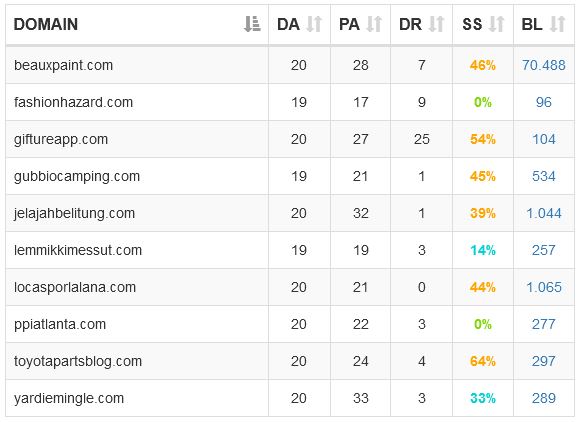 DOMAIN DA PA DR SS BL
beauxpaint.com 20 28 7 46% 70.488
fashionhazard.com 19 17 9 0% 96
giftureapp.com 20 27 25 54% 104
gubbiocamping.com 19 21 1 45% 534
jelajahbelitung.com 20 32 1 39% 1.044
lemmikkimessut.com 19 19 3 14% 257
locasporlalana.com 20 21 0 44% 1.065
ppiatlanta.com 20 22 3 0% 277
toyotapartsblog.com 20 24 4 64% 297
yardiemingle.com 20 33 3 33% 289